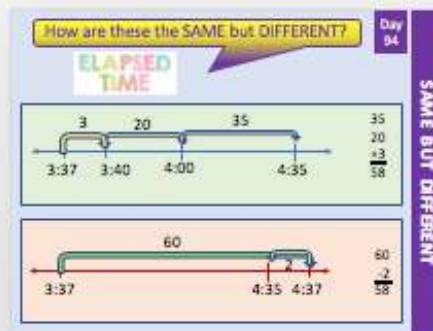 How are these the SAME but DIFFERENT?
Day
94
ELAPSED
TIME
SAME BUT DIFFERENT
3 20 35
3:37 3:40 4:00 4:35
35
20
+3
58
60
2
3:37 4:35 4:37
60
-2
58